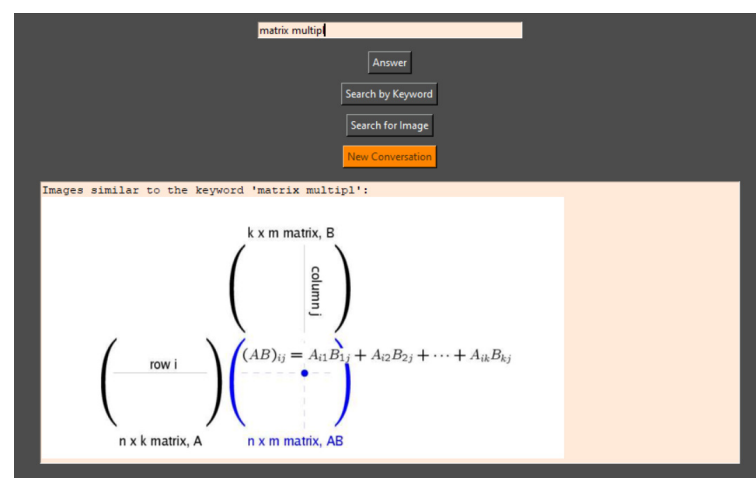 matrix multipl
Answer
Search by Keyword
Search for Image
New Conversation
Images similar to the keyword 'matrix multipl':
k x m matrix, B
column j
(AB)ij = Ai1B1j + Ai2B2j + ··· + AikBkj
row i
n x k matrix, A
n x m matrix, AB